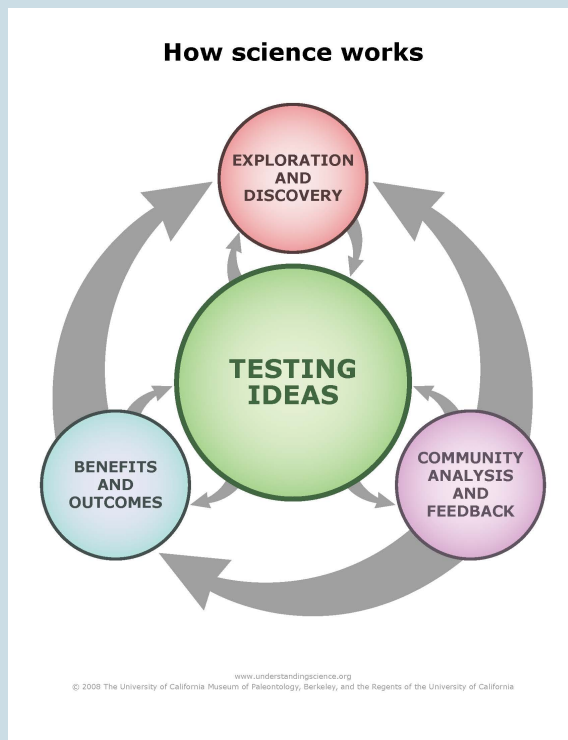 How science works
EXPLORATION
AND
DISCOVERY
TESTING
IDEAS
BENEFITS
AND
OUTCOMES
COMMUNITY
ANALYSIS
AND
FEEDBACK
www.understandingscience.org
© 2008 The University of California Museum of Paleontology, Berkeley, and the Regents of the University of California